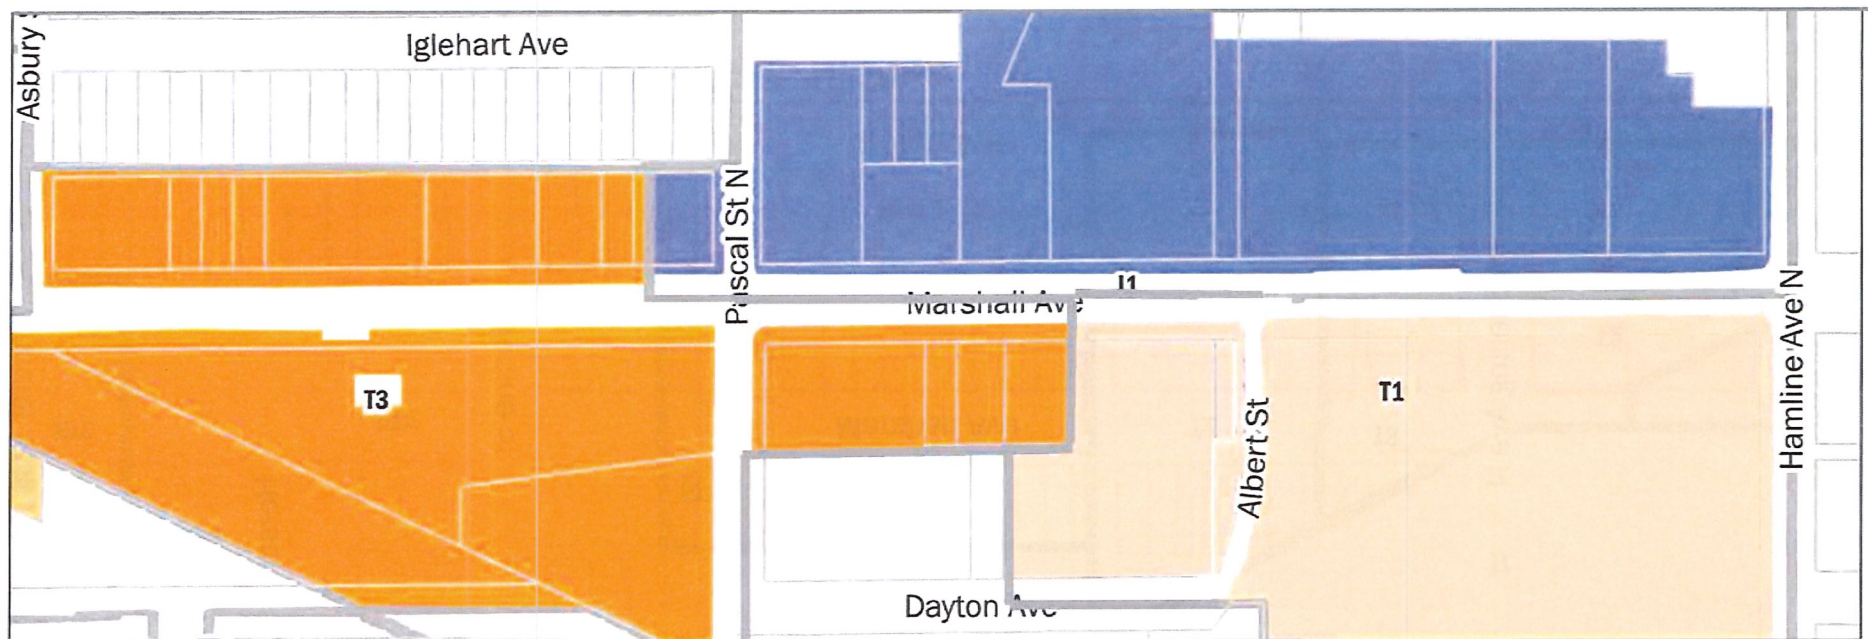 Asbury
Iglehart Ave
Pascal St N
I1
Marshall Ave
Hamline Ave N
T3
T1
Albert St
Dayton Ave